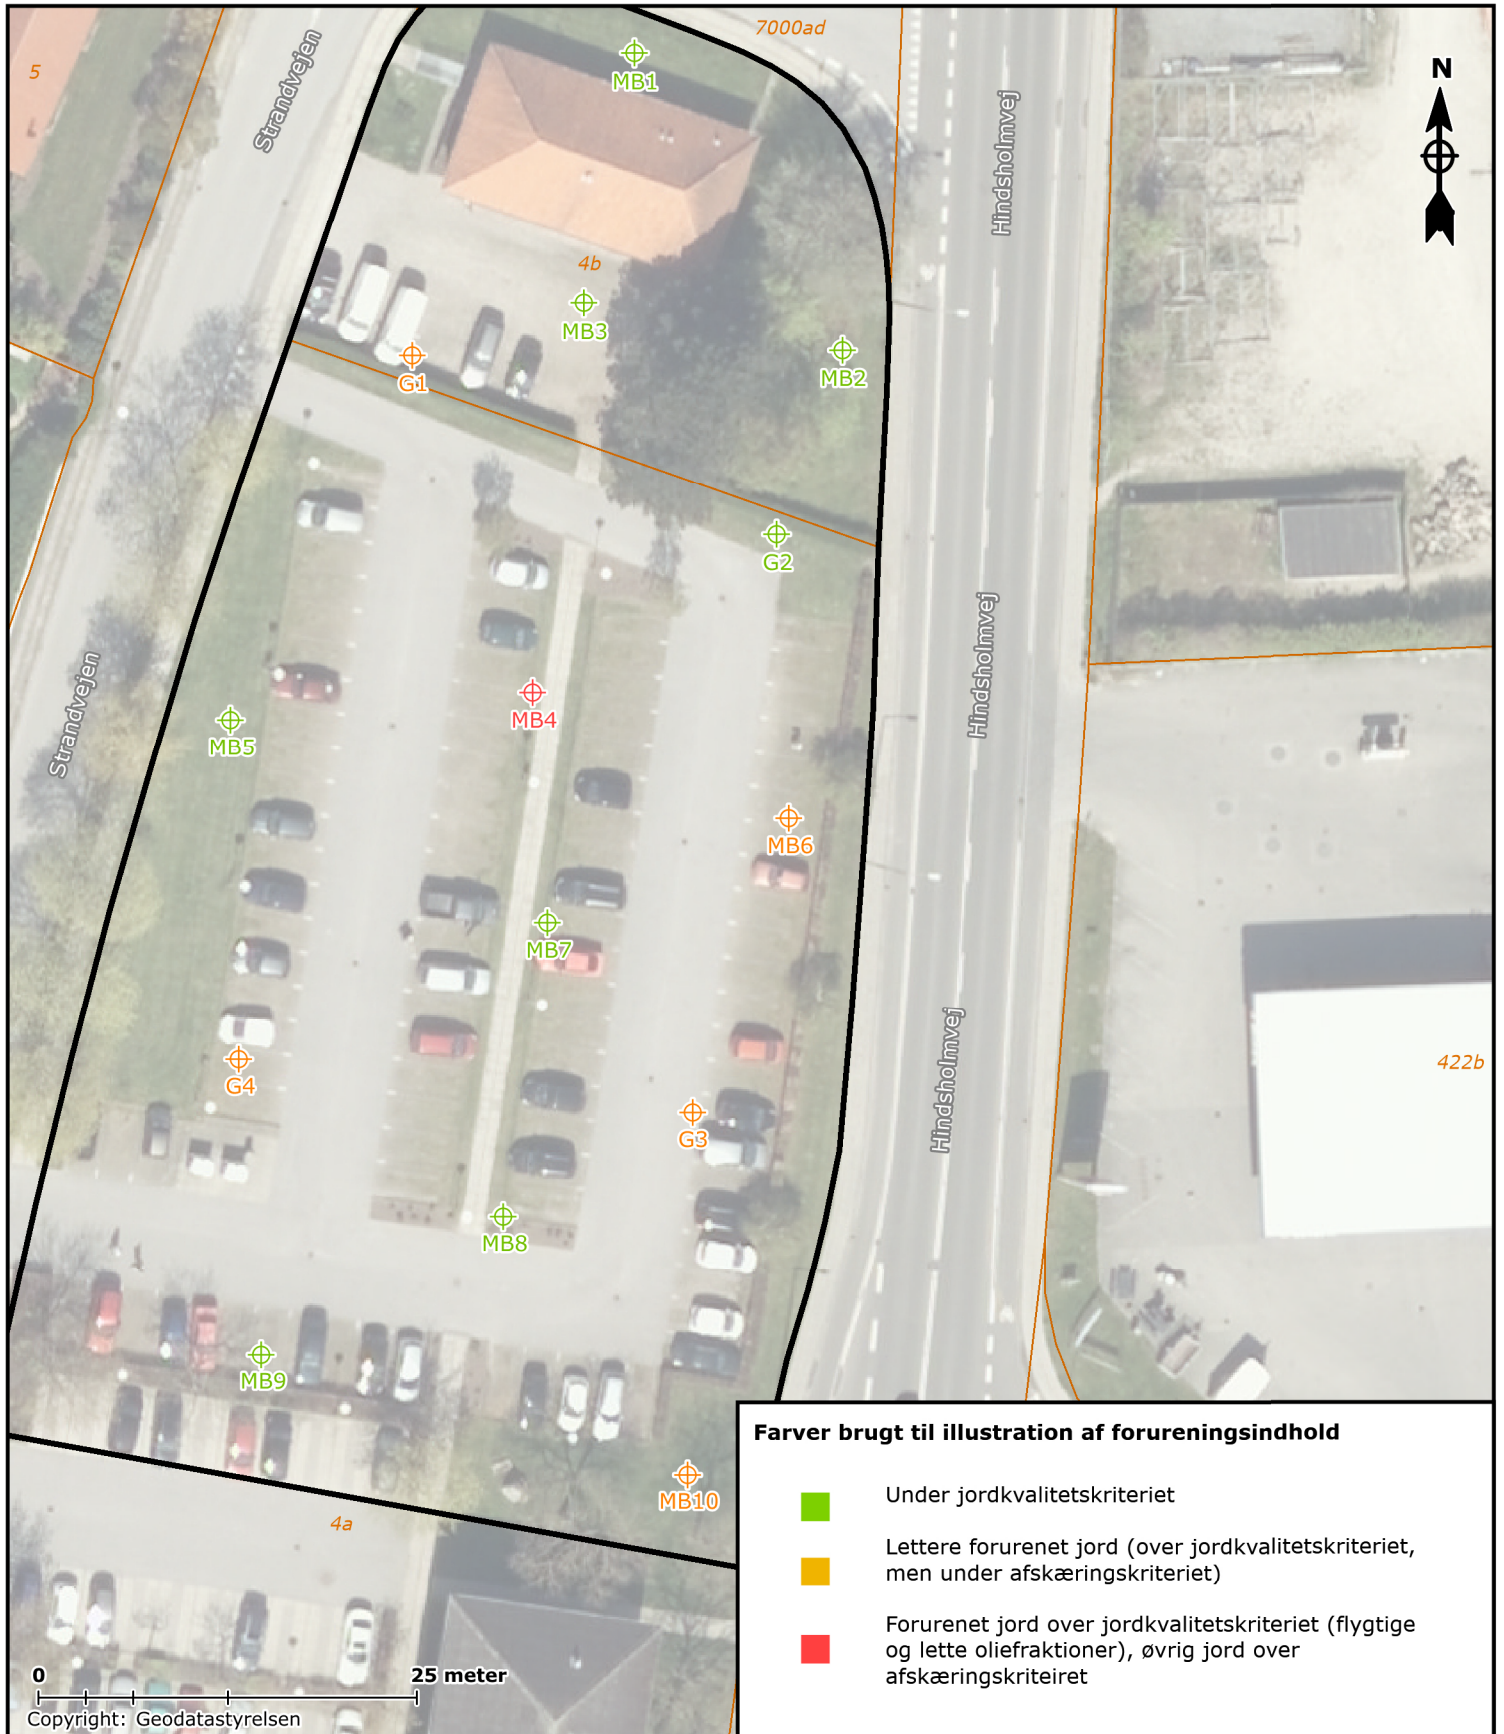 7000ad
5
Strandvejen
MB1
N
Hindsholmvej
4b
MB3
MB2
G1
G2
Hindsholmvej
Strandvejen
MB4
MB5
MB6
MB7
Hindsholmvej
422b
G4
G3
MB8
MB9
MB10
4a
Farver brugt til illustration af forureningsindhold
Under jordkvalitetskriteriet
Lettere forurenet jord (over jordkvalitetskriteriet,
men under afskæringskriteriet)
Forurenet jord over jordkvalitetskriteriet (flygtige
og lette oliefraktioner), øvrig jord over
afskæringskriteiret
0 25 meter
Copyright: Geodatastyrelsen